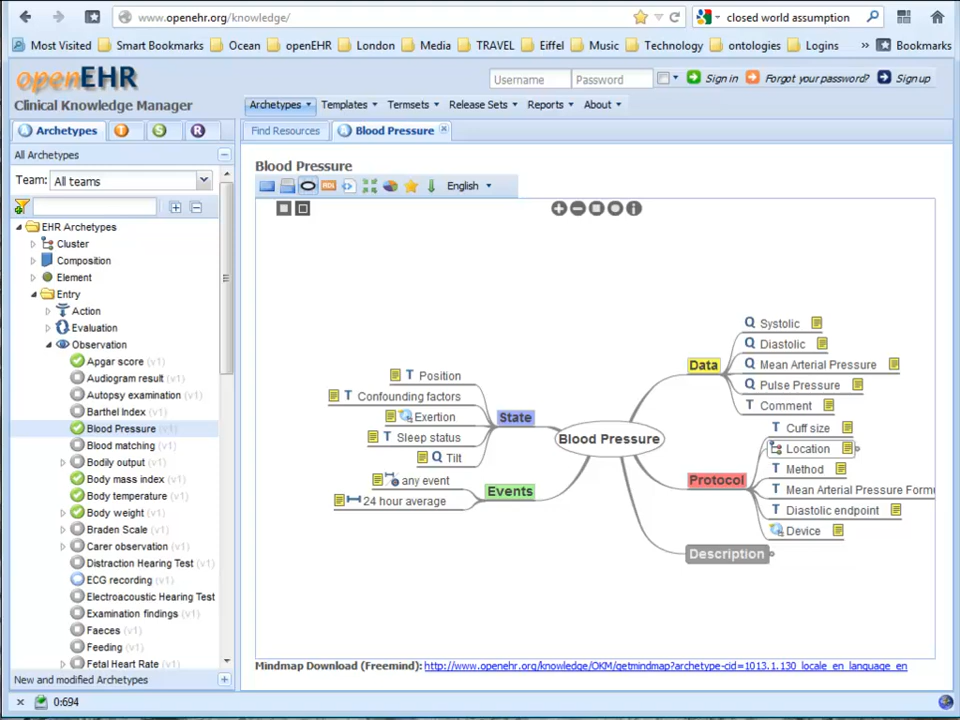 www.openehr.org/knowledge/
closed world assumption
Most Visited Smart Bookmarks Ocean openEHR London Media TRAVEL Eiffel Music Technology ontologies Logins » Bookmarks
openEHR
Clinical Knowledge Manager
Username Password Sign in Forgot your password? Sign up
Archetypes Templates Termsets Release Sets Reports About
Archetypes T S R
Find Resources Blood Pressure
All Archetypes
Team: All teams
EHR Archetypes
Cluster
Composition
Element
Entry
Action
Evaluation
Observation
Apgar score (v1)
Audiogram result (v1)
Autopsy examination (v1)
Barthel Index (v1)
Blood Pressure (v1)
Blood matching (v1)
Bodily output (v1)
Body mass index (v1)
Body temperature (v1)
Body weight (v1)
Braden Scale (v1)
Carer observation (v1)
Distraction Hearing Test (v1)
ECG recording (v1)
Electroacoustic Hearing Test
Examination findings (v1)
Faeces (v1)
Feeding (v1)
Fetal Heart Rate (v1)
New and modified Archetypes
Blood Pressure
ADL English
Blood Pressure
Data
Q Systolic
Q Diastolic
Q Mean Arterial Pressure
Q Pulse Pressure
T Comment
State
T Position
T Confounding factors
Exertion
T Sleep status
Q Tilt
Events
any event
24 hour average
Protocol
T Cuff size
Location
T Method
T Mean Arterial Pressure Formu
T Diastolic endpoint
Device
Description
Mindmap Download (Freemind): http://www.openehr.org/knowledge/OKM/getmindmap?archetype-cid=1013.1.130_locale_en_language_en
0:694